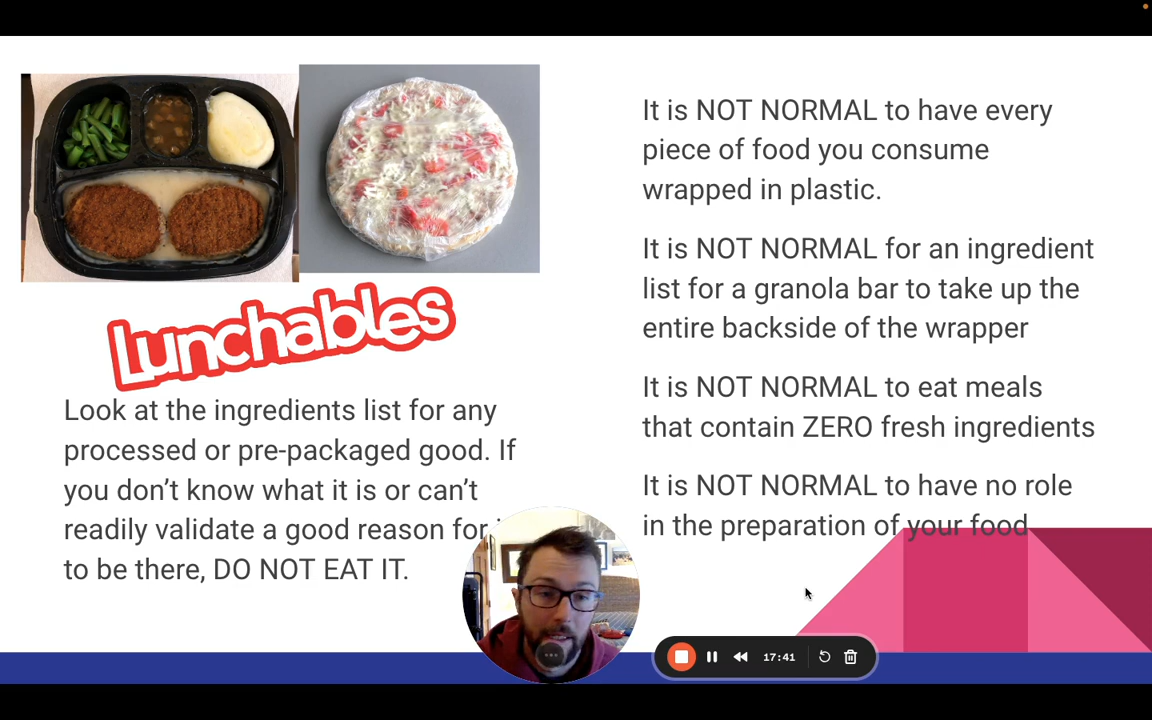 Lunchables
Look at the ingredients list for any
processed or pre-packaged good. If
you don’t know what it is or can’t
readily validate a good reason for
to be there, DO NOT EAT IT.
It is NOT NORMAL to have every
piece of food you consume
wrapped in plastic.
It is NOT NORMAL for an ingredient
list for a granola bar to take up the
entire backside of the wrapper
It is NOT NORMAL to eat meals
that contain ZERO fresh ingredients
It is NOT NORMAL to have no role
in the preparation of your food
17:41